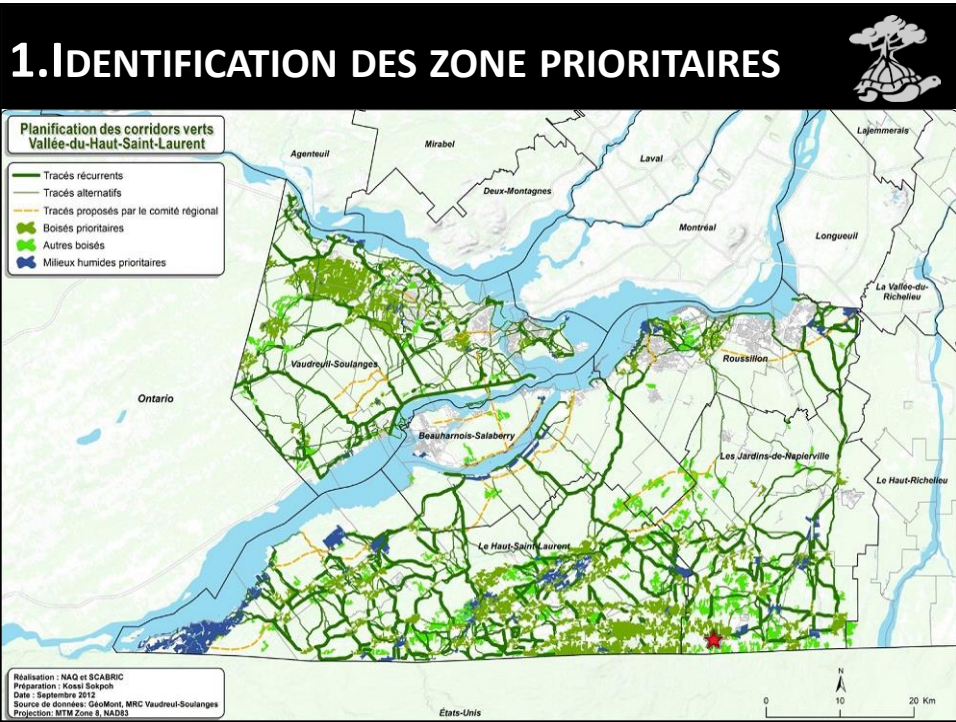 1.IDENTIFICATION DES ZONE PRIORITAIRES
Planification des corridors verts
Vallée-du-Haut-Saint-Laurent
Tracés récurrents
Tracés alternatifs
Tracés proposés par le comité régional
Boisés prioritaires
Autres boisés
Milieux humides prioritaires
Agenteuil
Mirabel
Lajemmerais
Laval
Deux-Montagnes
Montréal
Longueuil
La Vallée-du-
Richelieu
Roussillon
Vaudreuil-Soulanges
Ontario
Beauharnois-Salaberry
Les Jardins-de-Napierville
Le Haut-Richelieu
Le Haut-Saint-Laurent
Réalisation : NAQ et SCABRIC
Préparation : Kossi Sokpoh
Date : Septembre 2012
Source de données: GéoMont, MRC Vaudreuil-Soulanges
Projection: MTM Zone 8, NAD83
États-Unis
N
0 10 20 Km